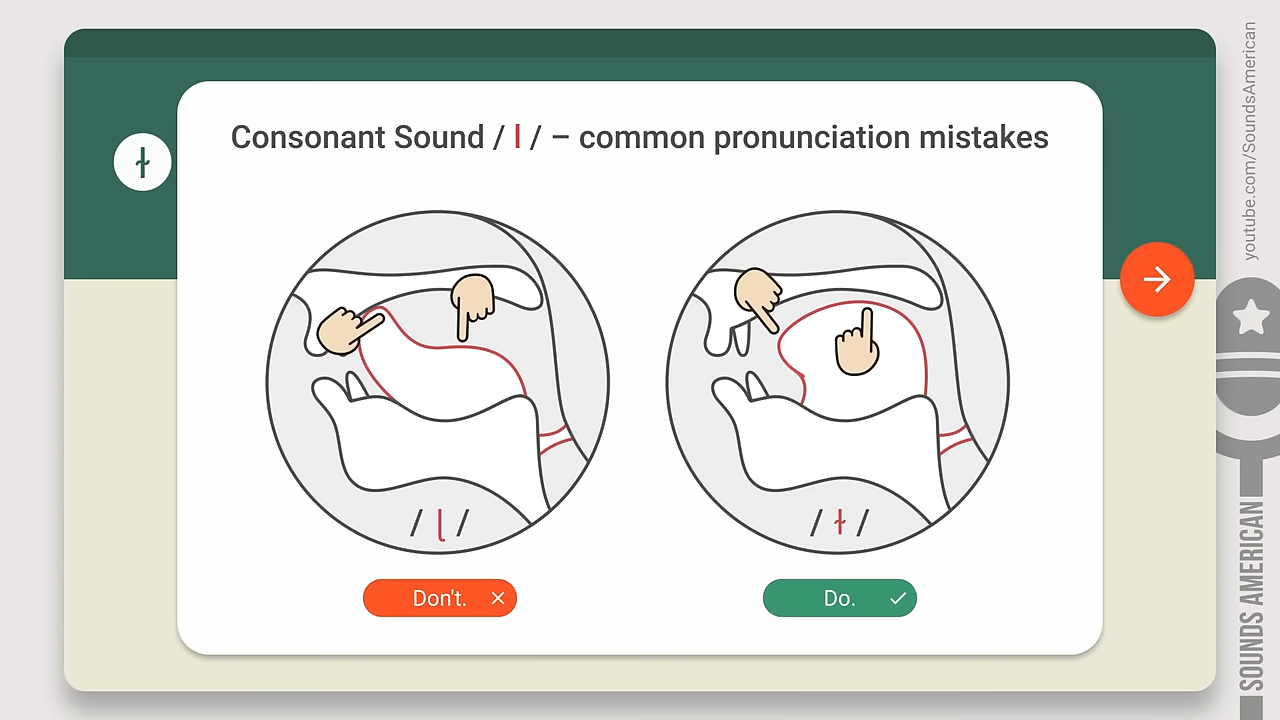 Consonant Sound / l / – common pronunciation mistakes
ɫ
/ ɭ /
/ ɫ /
Don't.
Do.
youtube.com/SoundsAmerican
SOUNDS AMERICAN